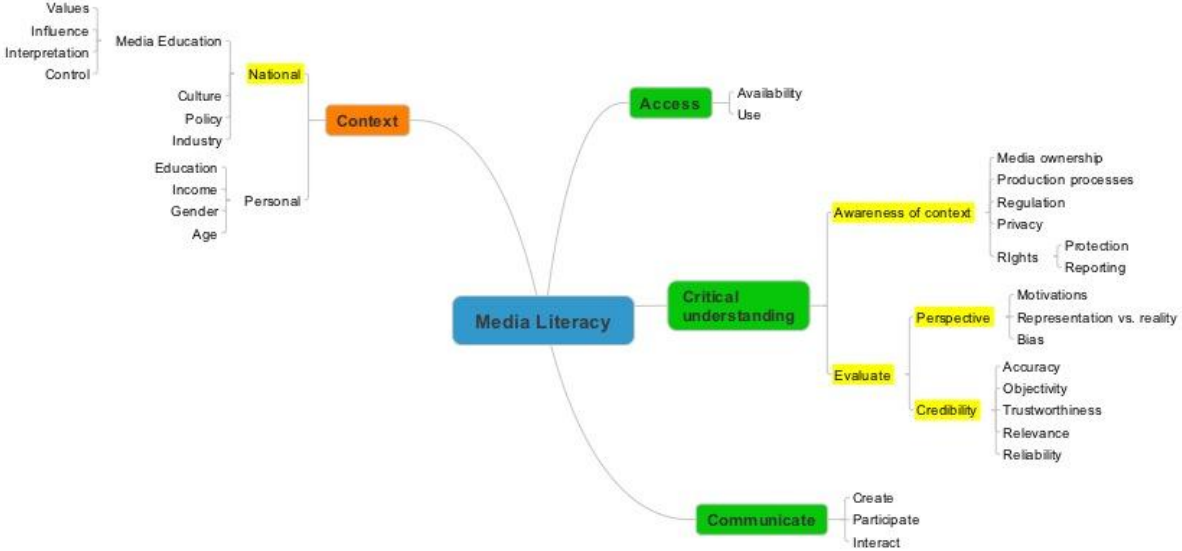 Values
Influence
Interpretation
Control
Media Education
National
Culture
Policy
Industry
Context
Education
Income
Gender
Age
Personal
Media Literacy
Access
Availability
Use
Critical
understanding
Awareness of context
Media ownership
Production processes
Regulation
Privacy
RIghts
Protection
Reporting
Evaluate
Perspective
Motivations
Representation vs. reality
Bias
Credibility
Accuracy
Objectivity
Trustworthiness
Relevance
Reliability
Communicate
Create
Participate
Interact